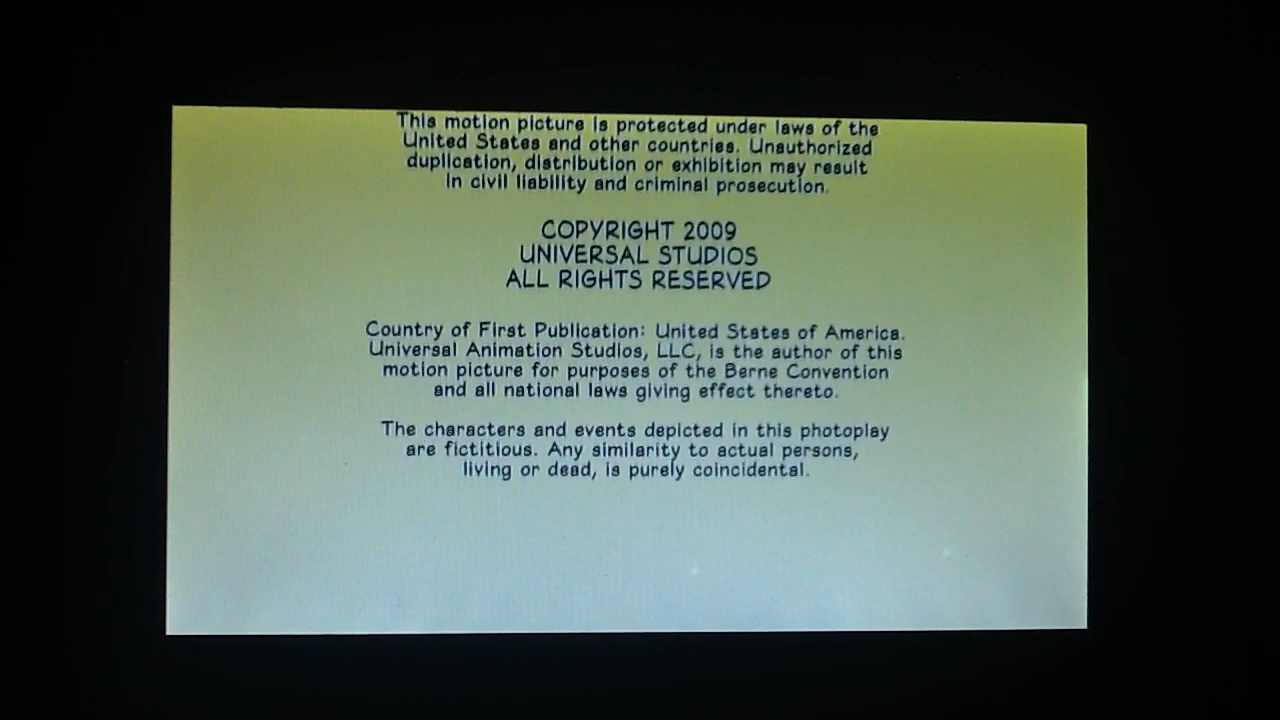 This motion picture is protected under laws of the
United States and other countries. Unauthorized
duplication, distribution or exhibition may result
in civil liability and criminal prosecution.
COPYRIGHT 2009
UNIVERSAL STUDIOS
ALL RIGHTS RESERVED
Country of First Publication: United States of America.
Universal Animation Studios, LLC, is the author of this
motion picture for purposes of the Berne Convention
and all national laws giving effect thereto.
The characters and events depicted in this photoplay
are fictitious. Any similarity to actual persons,
living or dead, is purely coincidental.